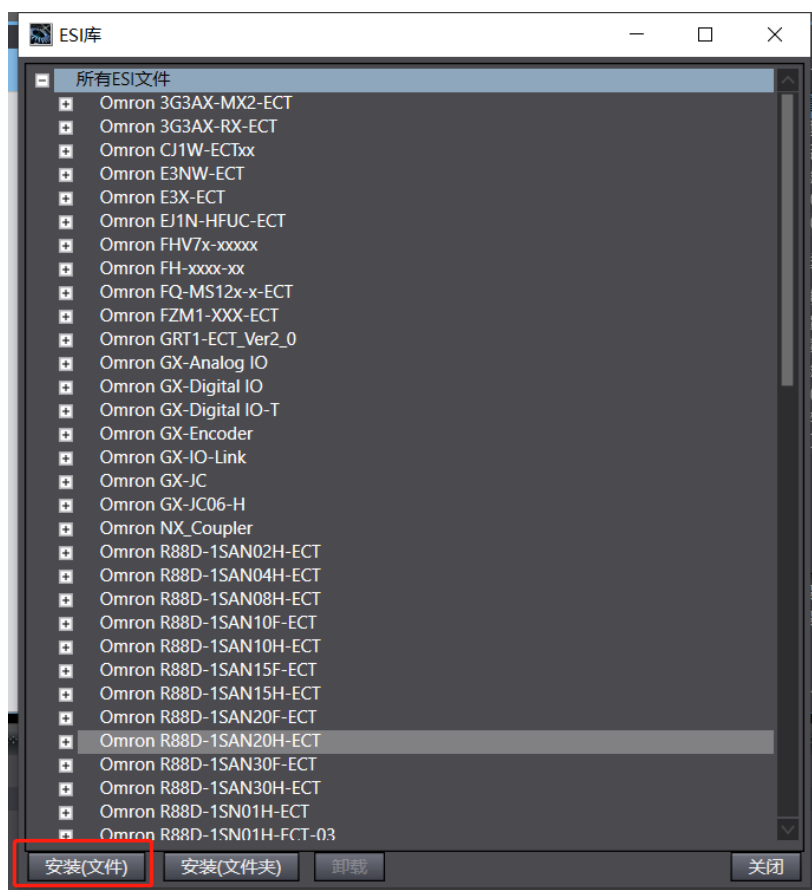 ESI库
所有ESI文件
Omron 3G3AX-MX2-ECT
Omron 3G3AX-RX-ECT
Omron CJ1W-ECTxx
Omron E3NW-ECT
Omron E3X-ECT
Omron EJ1N-HFUC-ECT
Omron FHV7x-xxxxx
Omron FH-xxxx-xx
Omron FQ-MS12x-x-ECT
Omron FZM1-XXX-ECT
Omron GRT1-ECT_Ver2_0
Omron GX-Analog IO
Omron GX-Digital IO
Omron GX-Digital IO-T
Omron GX-Encoder
Omron GX-IO-Link
Omron GX-JC
Omron GX-JC06-H
Omron NX_Coupler
Omron R88D-1SAN02H-ECT
Omron R88D-1SAN04H-ECT
Omron R88D-1SAN08H-ECT
Omron R88D-1SAN10F-ECT
Omron R88D-1SAN10H-ECT
Omron R88D-1SAN15F-ECT
Omron R88D-1SAN15H-ECT
Omron R88D-1SAN20F-ECT
Omron R88D-1SAN20H-ECT
Omron R88D-1SAN30F-ECT
Omron R88D-1SAN30H-ECT
Omron R88D-1SN01H-ECT
Omron R88D-1SN01H-ECT-03
安装(文件) 安装(文件夹) 卸载 关闭